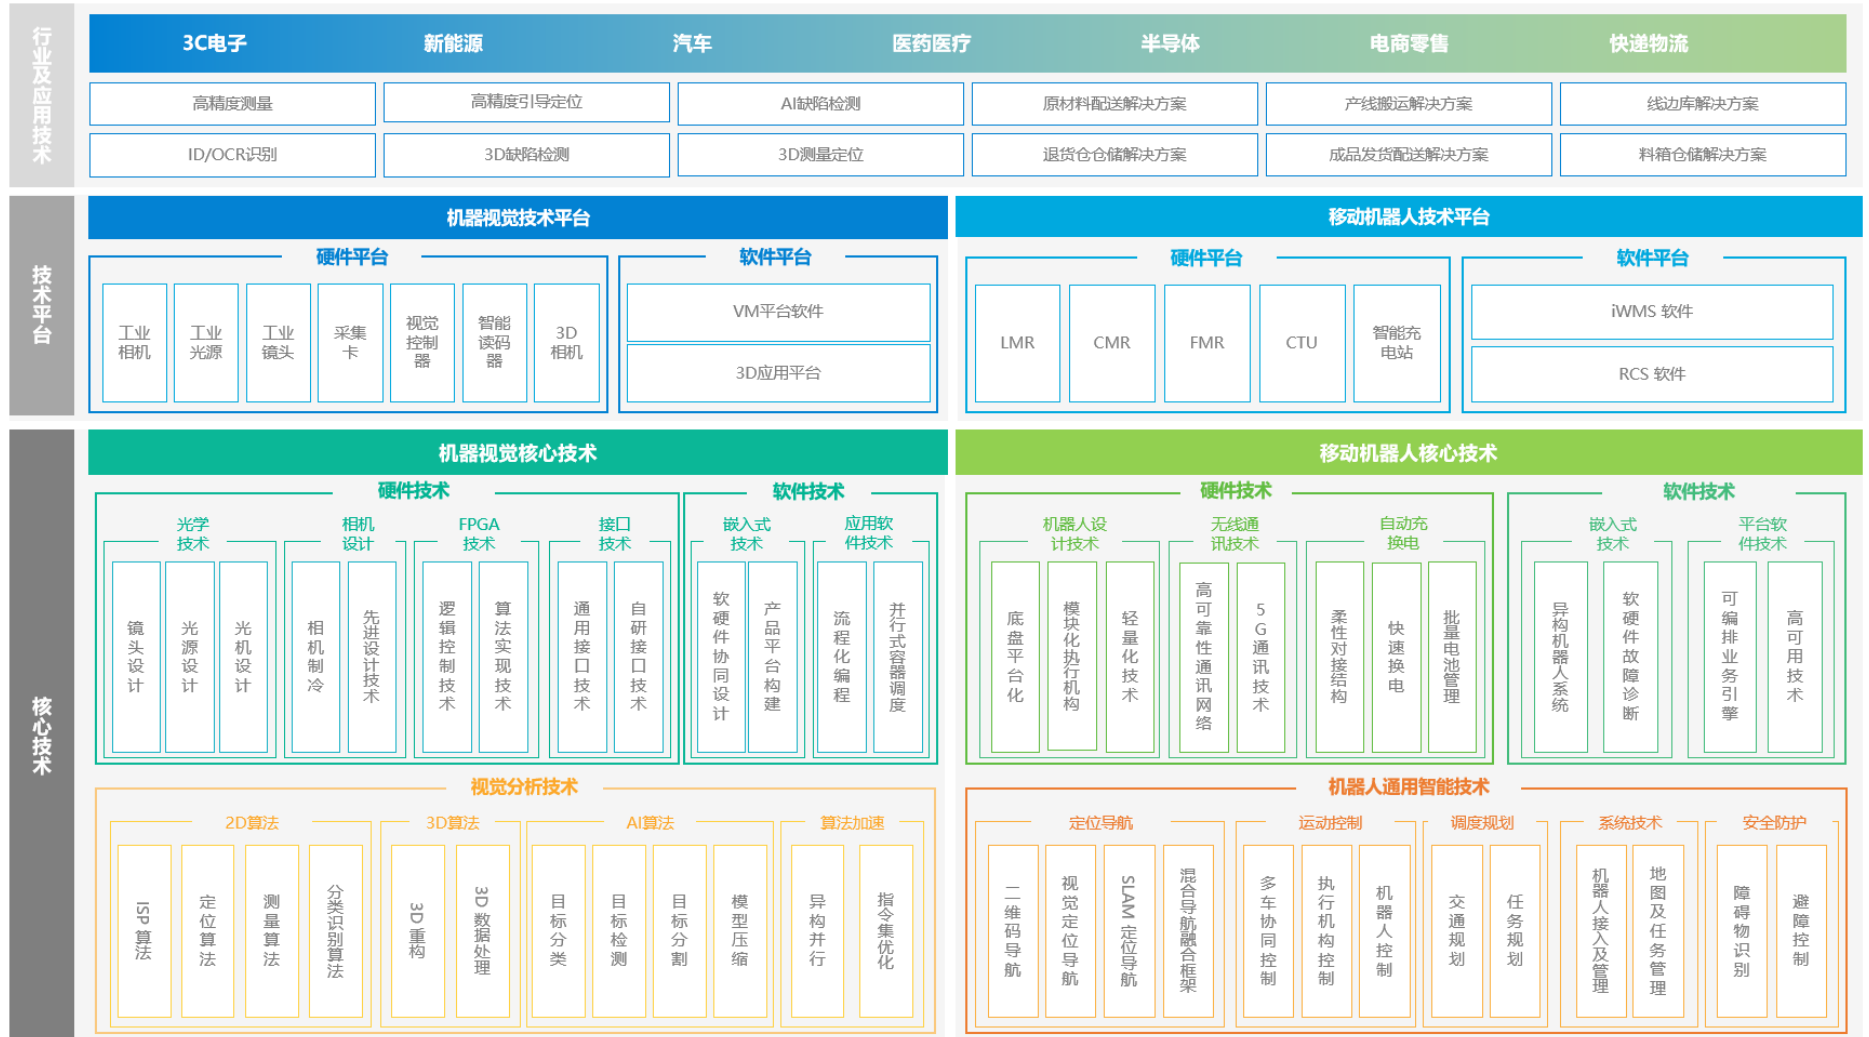 行业及应用技术
3C电子 新能源 汽车 医药医疗 半导体 电商零售 快递物流
高精度测量 高精度引导定位 AI缺陷检测 原材料配送解决方案 产线搬运解决方案 线边库解决方案
ID/OCR识别 3D缺陷检测 3D测量定位 退货仓仓储解决方案 成品发货配送解决方案 料箱仓储解决方案
技术平台
机器视觉技术平台
硬件平台
工业
相机
工业
光源
工业
镜头
采集
卡
视觉
控制
器
智能
读码
器
3D
相机
软件平台
VM平台软件
3D应用平台
移动机器人技术平台
硬件平台
LMR
CMR
FMR
CTU
智能充
电站
软件平台
iWMS 软件
RCS 软件
核心技术
机器视觉核心技术
硬件技术
光学
技术
镜头设计
光源设计
光机设计
相机
设计
相机制冷
先进设计技术
FPGA
技术
逻辑控制技术
算法实现技术
接口
技术
通用接口技术
自研接口技术
软件技术
嵌入式
技术
软硬件协同设计
产品平台构建
应用软
件技术
流程化编程
并行式容器调度
视觉分析技术
2D算法
ISP 算法
定位算法
测量算法
分类识别算法
3D算法
3D重构
3D 数据处理
AI算法
目标分类
目标检测
目标分割
模型压缩
算法加速
异构并行
指令集优化
移动机器人核心技术
硬件技术
机器人设
计技术
底盘平台化
模块化执行机构
轻量化技术
无线通
讯技术
高可靠性通讯网络
5G通讯技术
自动充
换电
柔性对接结构
快速换电
批量电池管理
软件技术
嵌入式
技术
异构机器人系统
软硬件故障诊断
平台软
件技术
可编排业务引擎
高可用技术
机器人通用智能技术
定位导航
二维码导航
视觉定位导航
SLAM 定位导航
混合导航融合框架
运动控制
多车协同控制
执行机构控制
机器人控制
调度规划
交通规划
任务规划
系统技术
机器人接入及管理
地图及任务管理
安全防护
障碍物识别
避障控制